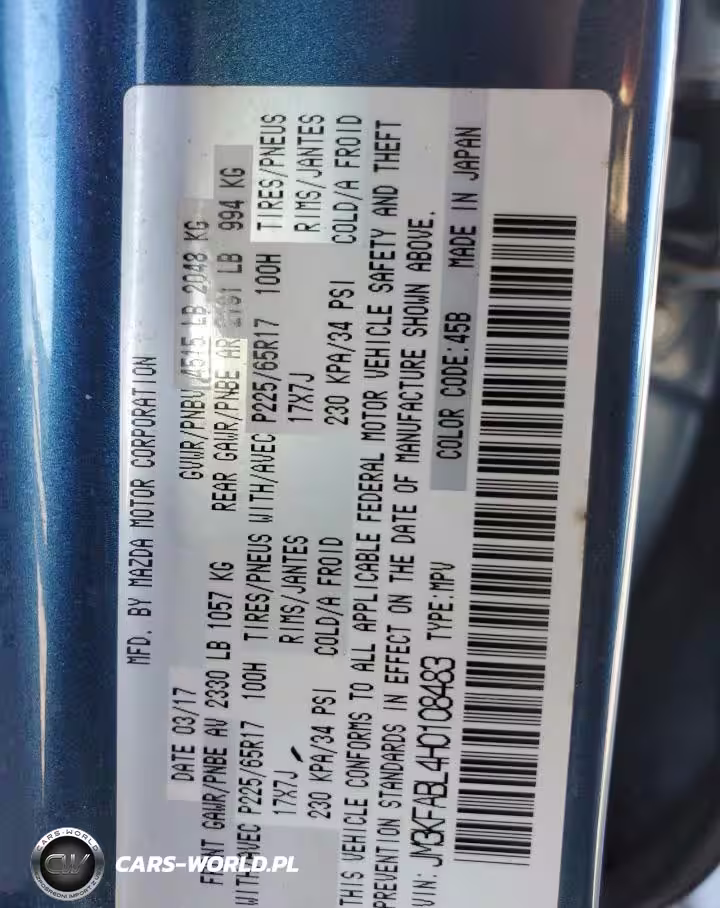 MFD. BY MAZDA MOTOR CORPORATION
DATE 03/17 GVWR/PNBV 4515 LB 2048 KG
FRONT GAWR/PNBE AV 2330 LB 1057 KG REAR GAWR/PNBE AR 2191 LB 994 KG
WITH/AVEC P225/65R17 100H TIRES/PNEUS WITH/AVEC P225/65R17 100H TIRES/PNEUS
17X7J RIMS/JANTES 17X7J RIMS/JANTES
230 KPA/34 PSI COLD/A FROID 230 KPA/34 PSI COLD/A FROID
THIS VEHICLE CONFORMS TO ALL APPLICABLE FEDERAL MOTOR VEHICLE SAFETY AND THEFT
PREVENTION STANDARDS IN EFFECT ON THE DATE OF MANUFACTURE SHOWN ABOVE.
VIN: JM3KFABL4H0108483 TYPE:MPV COLOR CODE:45B MADE IN JAPAN
CARS-WORLD
CW
CARS-WORLD.PL